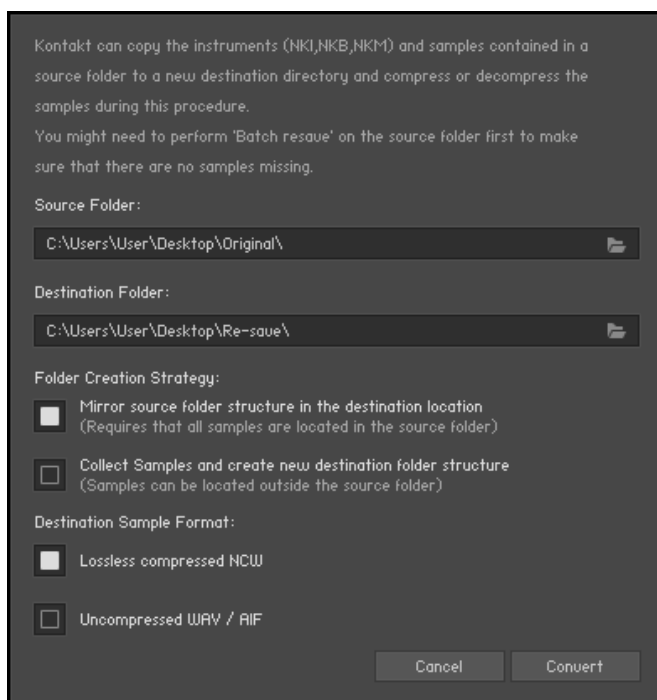 Kontakt can copy the instruments (NKI,NKB,NKM) and samples contained in a
source folder to a new destination directory and compress or decompress the
samples during this procedure.
You might need to perform 'Batch resave' on the source folder first to make
sure that there are no samples missing.
Source Folder:
C:\Users\User\Desktop\Original\
Destination Folder:
C:\Users\User\Desktop\Re-save\
Folder Creation Strategy:
Mirror source folder structure in the destination location
(Requires that all samples are located in the source folder)
Collect Samples and create new destination folder structure
(Samples can be located outside the source folder)
Destination Sample Format:
Lossless compressed NCW
Uncompressed WAV / AIF
Cancel
Convert